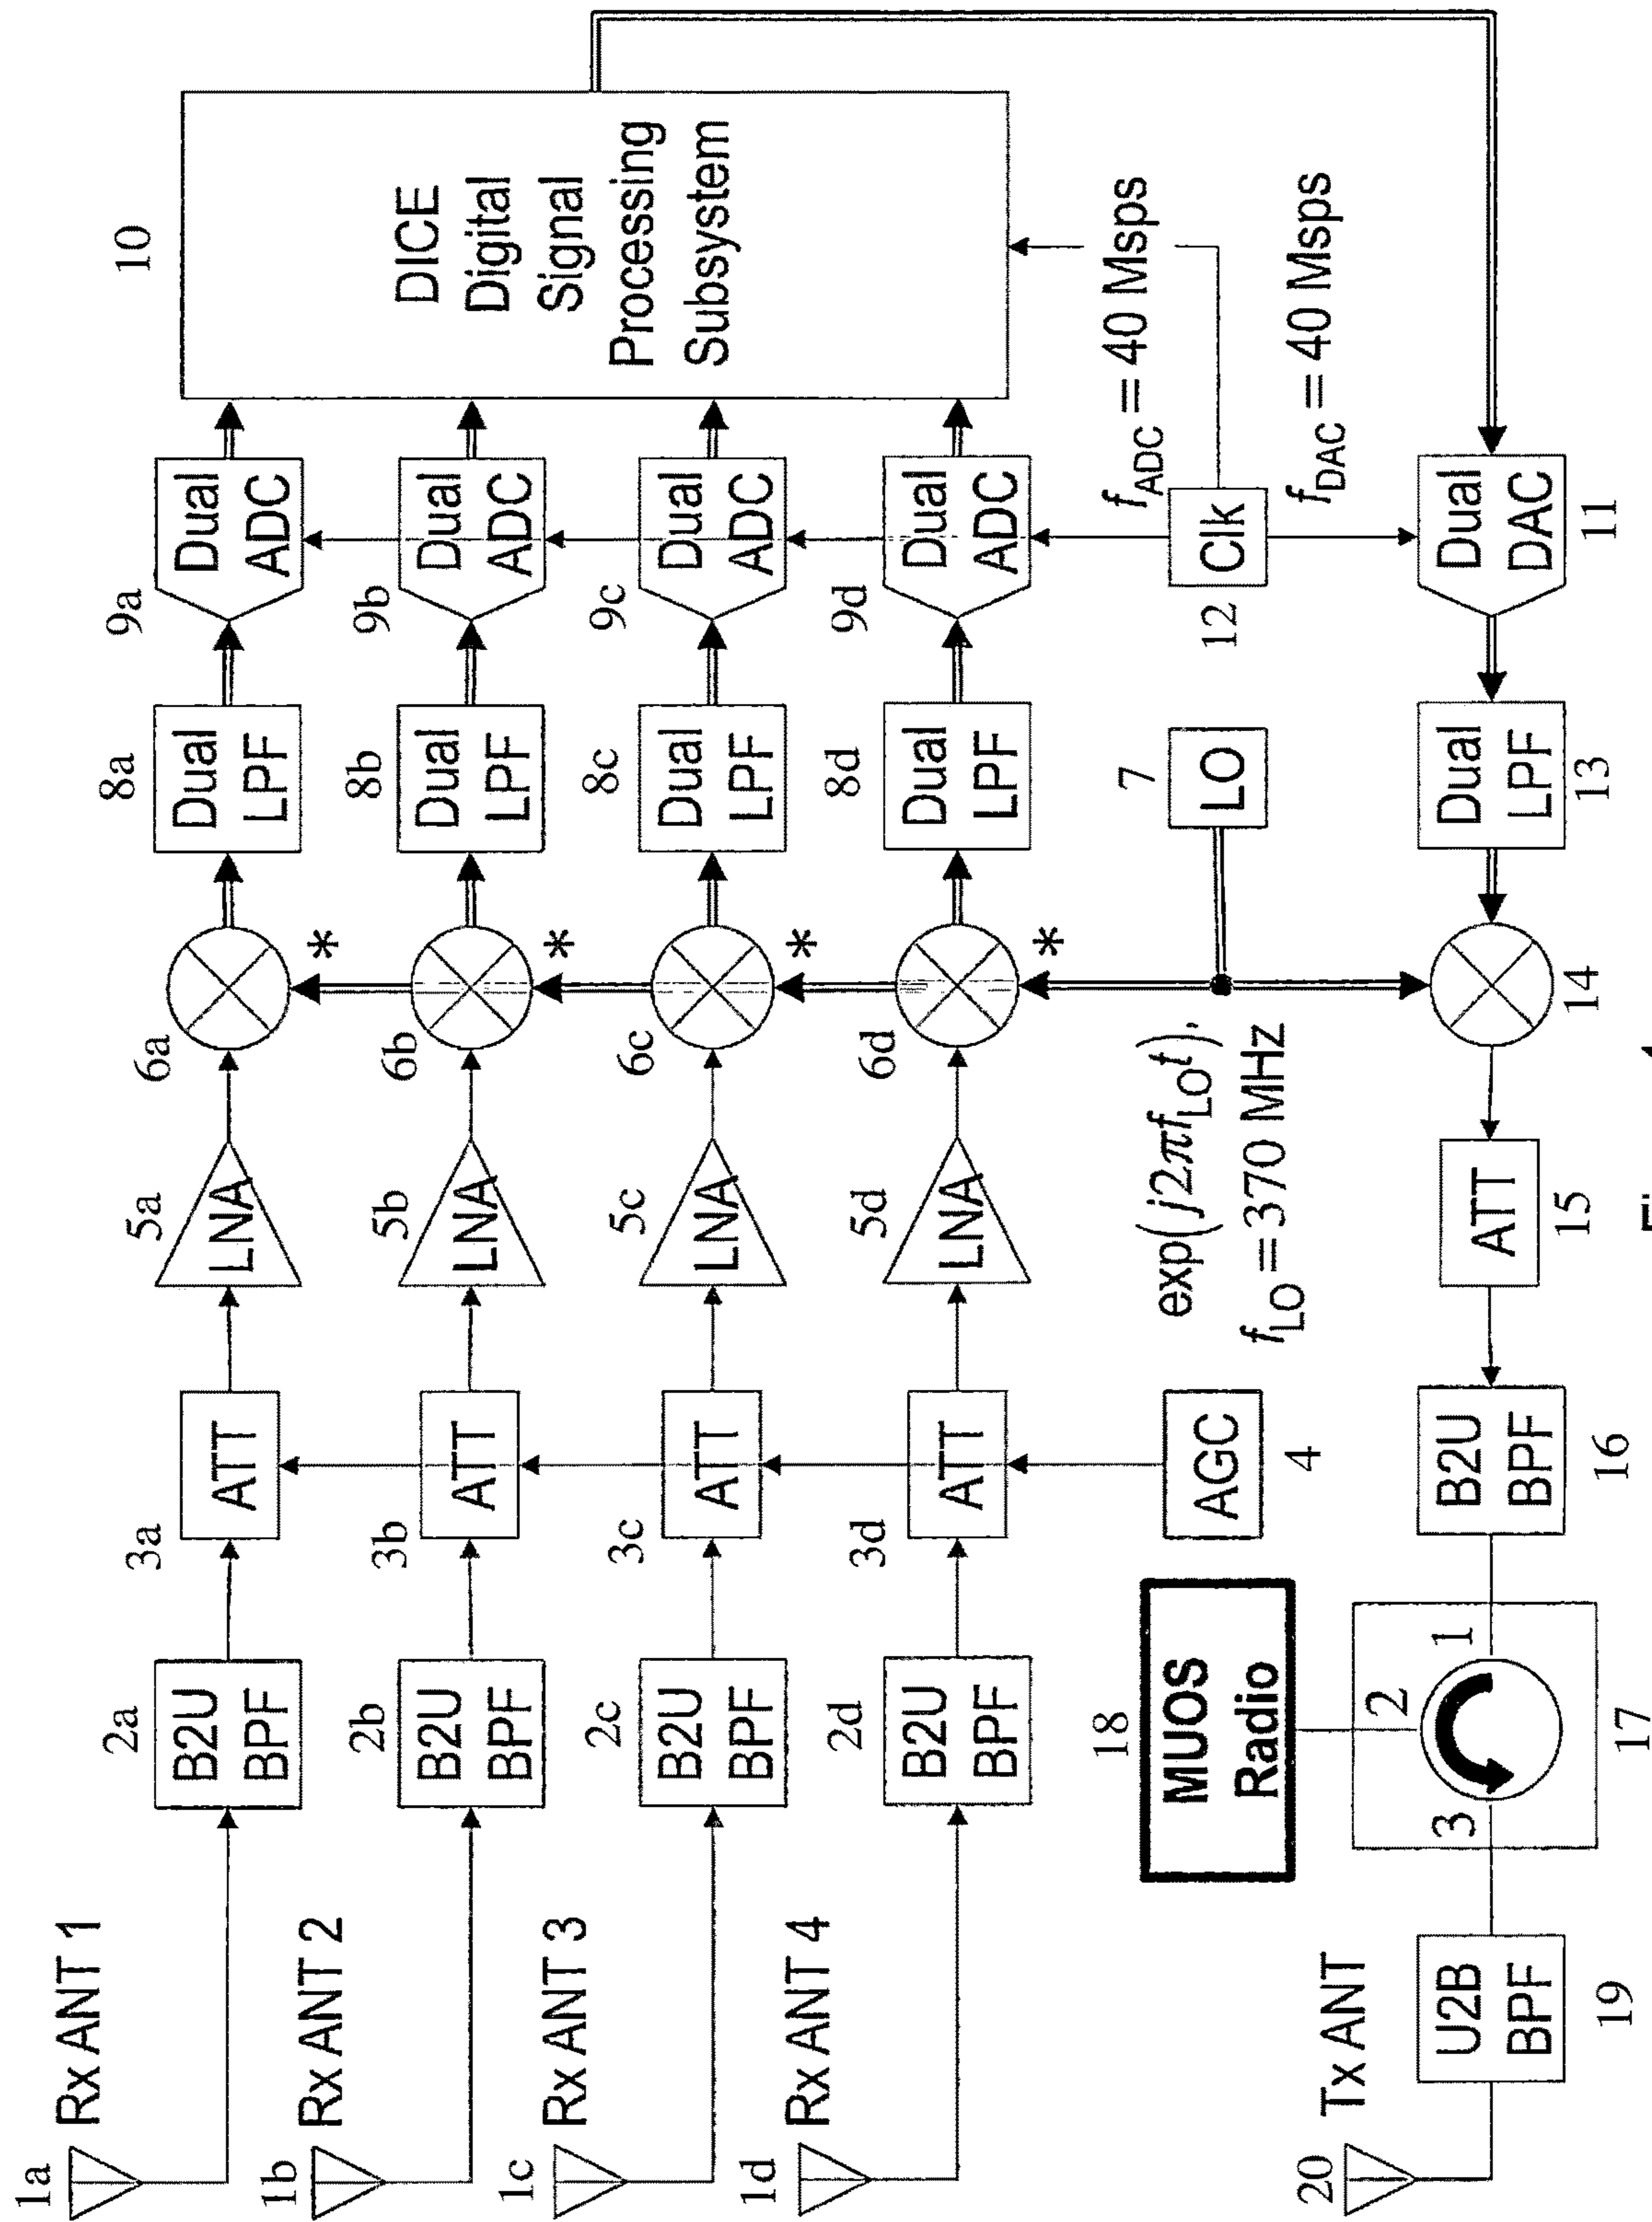 1a
Rx ANT 1
2a
B2U
BPF
3a
ATT
5a
LNA
6a
*
8a
Dual
LPF
9a
Dual
ADC
10
DICE
Digital
Signal
Processing
Subsystem
1b
Rx ANT 2
2b
B2U
BPF
3b
ATT
5b
LNA
6b
*
8b
Dual
LPF
9b
Dual
ADC
1c
Rx ANT 3
2c
B2U
BPF
3c
ATT
5c
LNA
6c
*
8c
Dual
LPF
9c
Dual
ADC
1d
Rx ANT 4
2d
B2U
BPF
3d
ATT
5d
LNA
6d
*
8d
Dual
LPF
9d
Dual
ADC
18
MUOS
Radio
AGC
4
exp(j2πf_LO t),
f_LO = 370 MHz
7
LO
Clk
12
f_ADC = 40 Msps
f_DAC = 40 Msps
20
Tx ANT
U2B
BPF
19
3
2
1
17
B2U
BPF
16
ATT
15
14
Dual
LPF
13
Dual
DAC
11